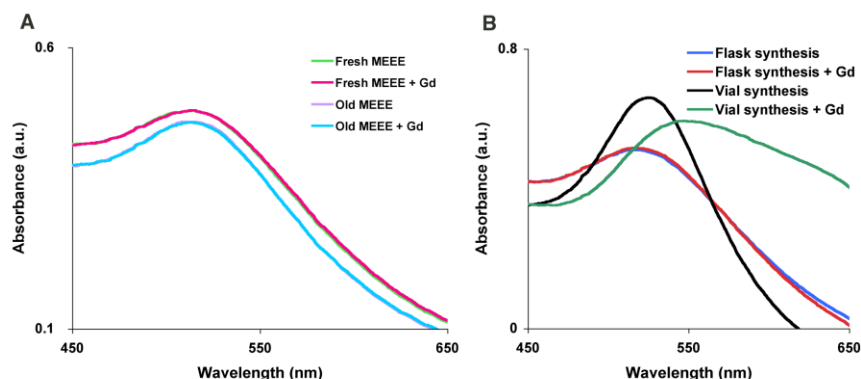 A
0.6
Fresh MEEE
Fresh MEEE + Gd
Old MEEE
Old MEEE + Gd
Absorbance (a.u.)
0.1
450
550
650
Wavelength (nm)
B
0.8
Flask synthesis
Flask synthesis + Gd
Vial synthesis
Vial synthesis + Gd
Absorbance (a.u.)
0
450
550
650
Wavelength (nm)